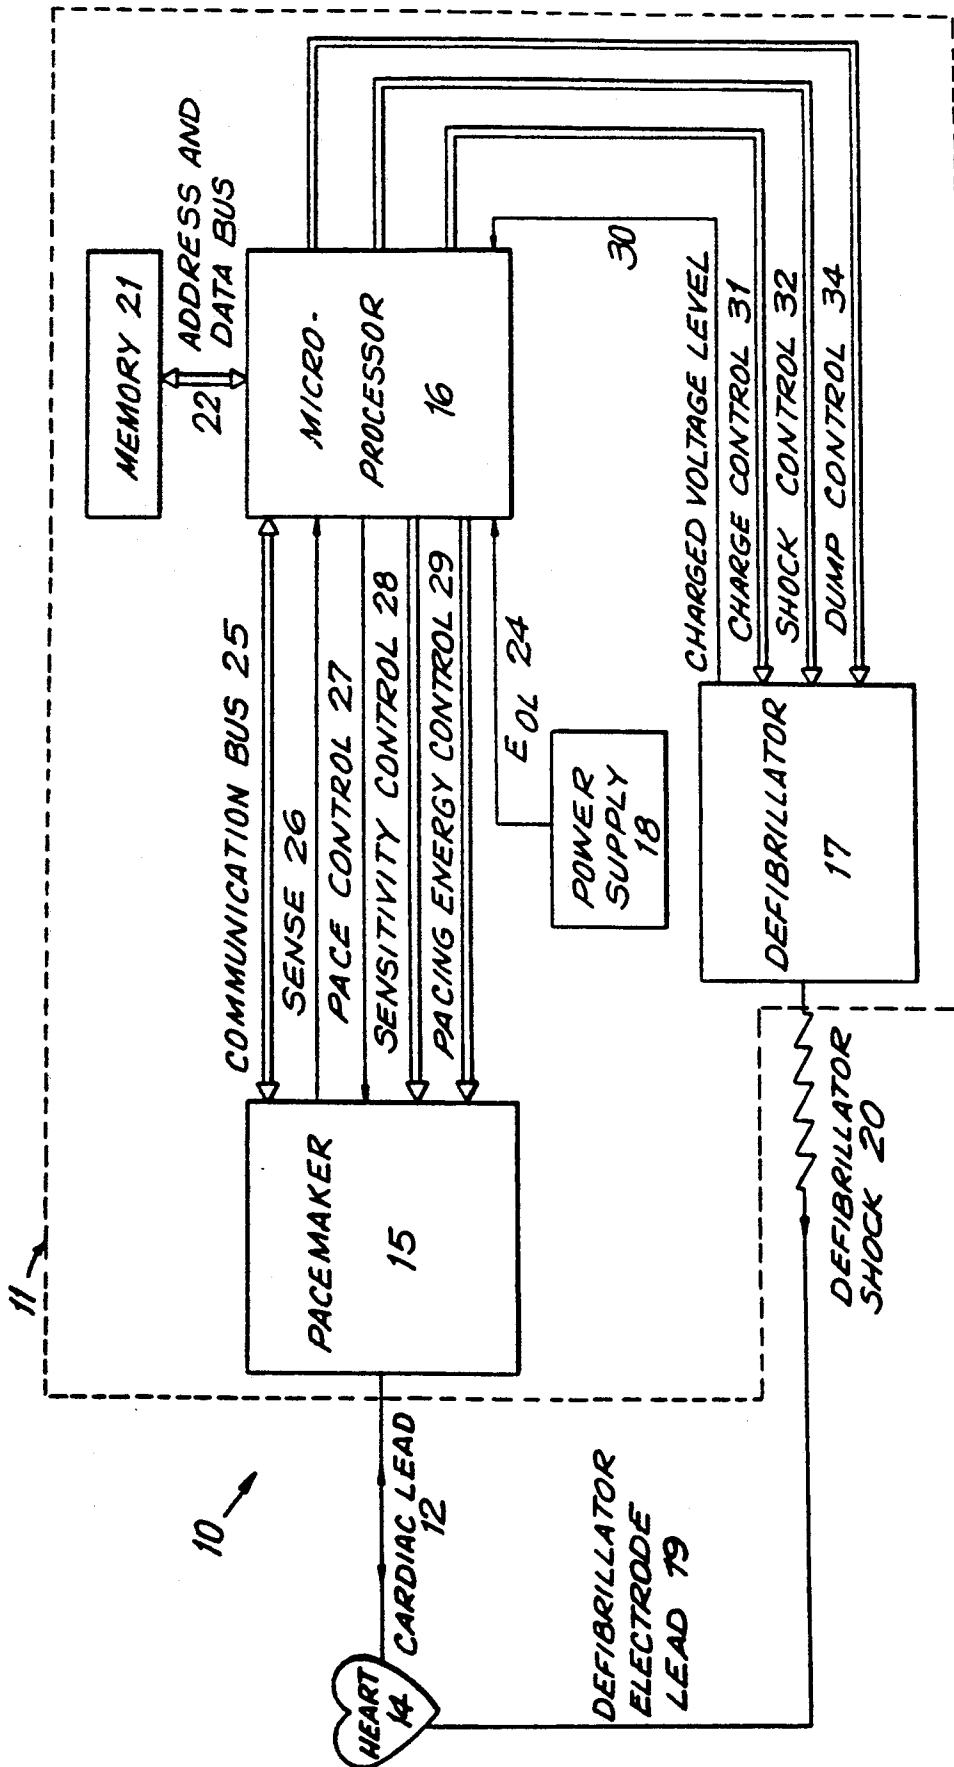 11
10
MEMORY 21
22
ADDRESS AND
DATA BUS
MICRO-
PROCESSOR
16
COMMUNICATION BUS 25
SENSE 26
PACE CONTROL 27
SENSITIVITY CONTROL 28
PACING ENERGY CONTROL 29
PACEMAKER
15
HEART
14
CARDIAC LEAD
12
EOL 24
POWER
SUPPLY
18
30
CHARGED VOLTAGE LEVEL
CHARGE CONTROL 31
SHOCK CONTROL 32
DUMP CONTROL 34
DEFIBRILLATOR
17
DEFIBRILLATOR
SHOCK 20
DEFIBRILLATOR
ELECTRODE
LEAD 19